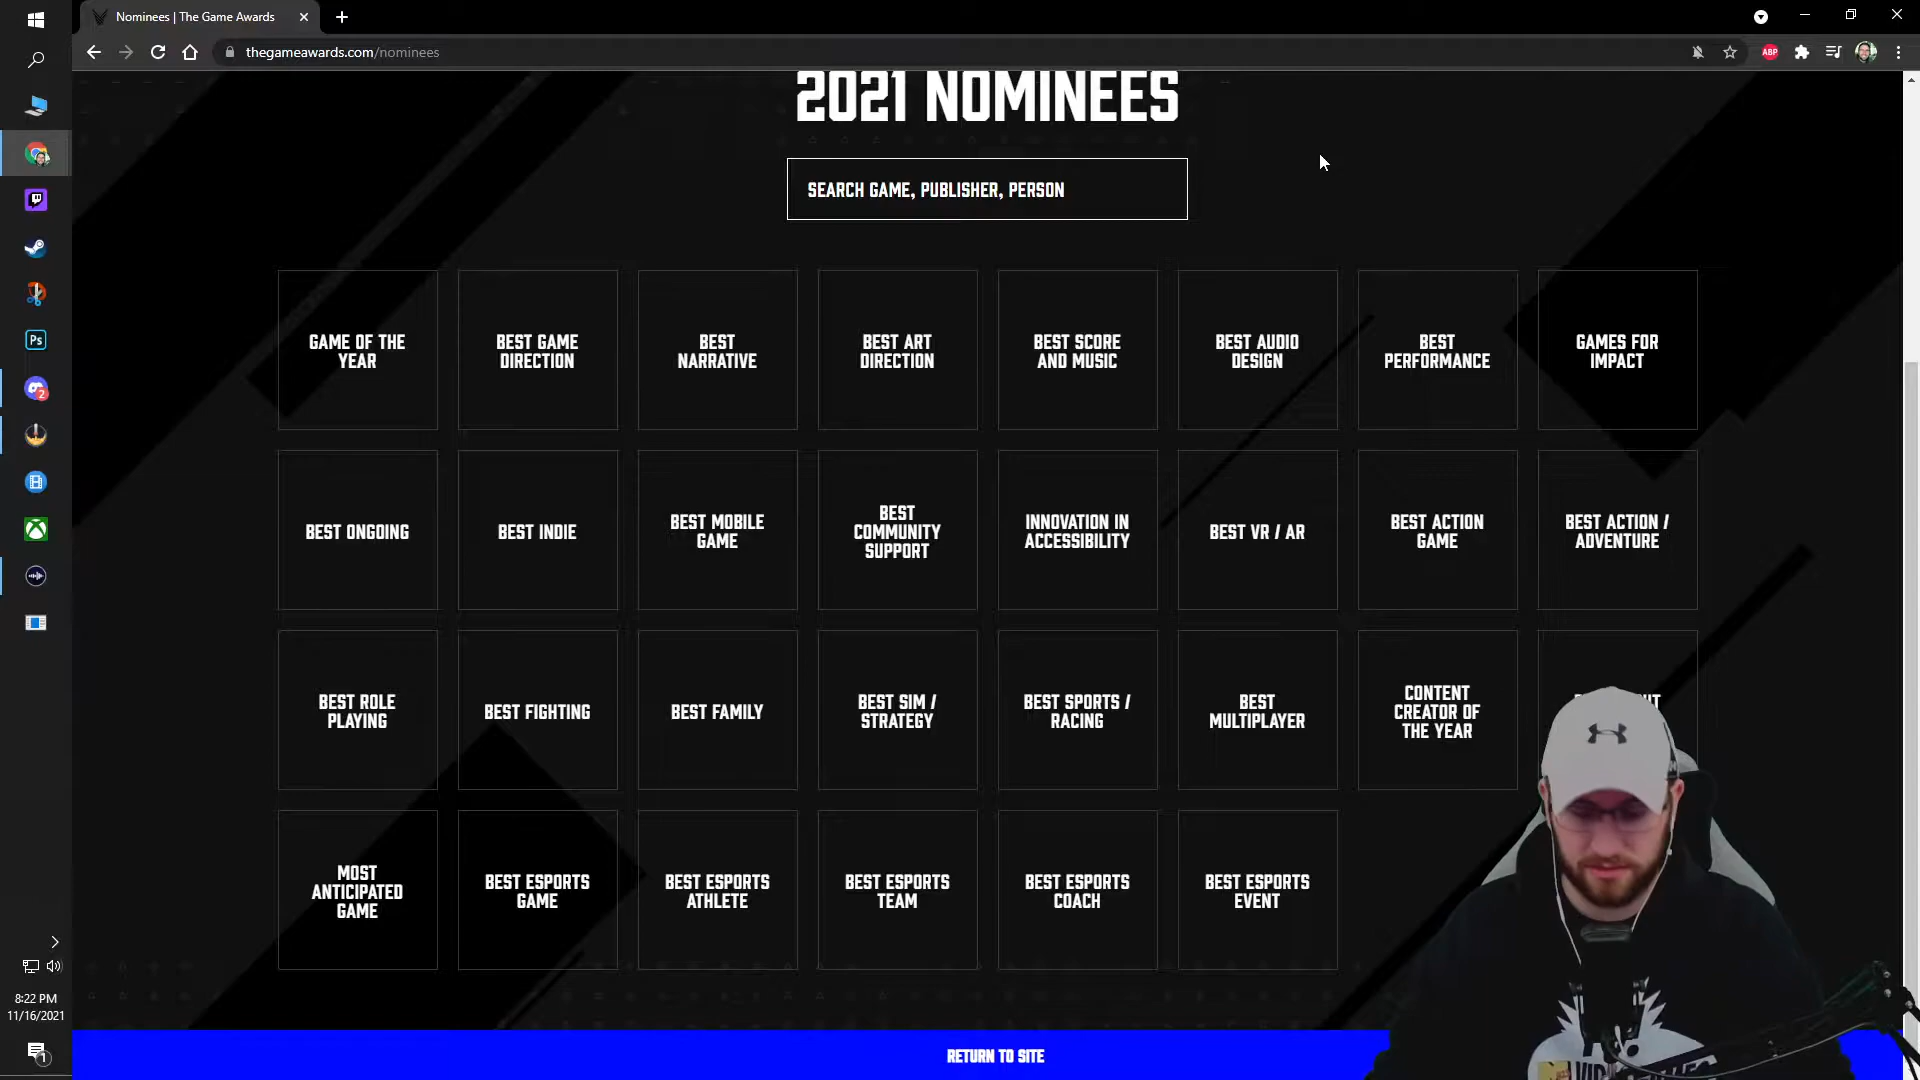 Nominees | The Game Awards
thegameawards.com/nominees
ABP
2021 NOMINEES
SEARCH GAME, PUBLISHER, PERSON
GAME OF THE
YEAR
BEST GAME
DIRECTION
BEST
NARRATIVE
BEST ART
DIRECTION
BEST SCORE
AND MUSIC
BEST AUDIO
DESIGN
BEST
PERFORMANCE
GAMES FOR
IMPACT
BEST ONGOING
BEST INDIE
BEST MOBILE
GAME
BEST
COMMUNITY
SUPPORT
INNOVATION IN
ACCESSIBILITY
BEST VR / AR
BEST ACTION
GAME
BEST ACTION /
ADVENTURE
BEST ROLE
PLAYING
BEST FIGHTING
BEST FAMILY
BEST SIM /
STRATEGY
BEST SPORTS /
RACING
BEST
MULTIPLAYER
CONTENT
CREATOR OF
THE YEAR
MOST
ANTICIPATED
GAME
BEST ESPORTS
GAME
BEST ESPORTS
ATHLETE
BEST ESPORTS
TEAM
BEST ESPORTS
COACH
BEST ESPORTS
EVENT
RETURN TO SITE
Ps
2
8:22 PM
11/16/2021
1